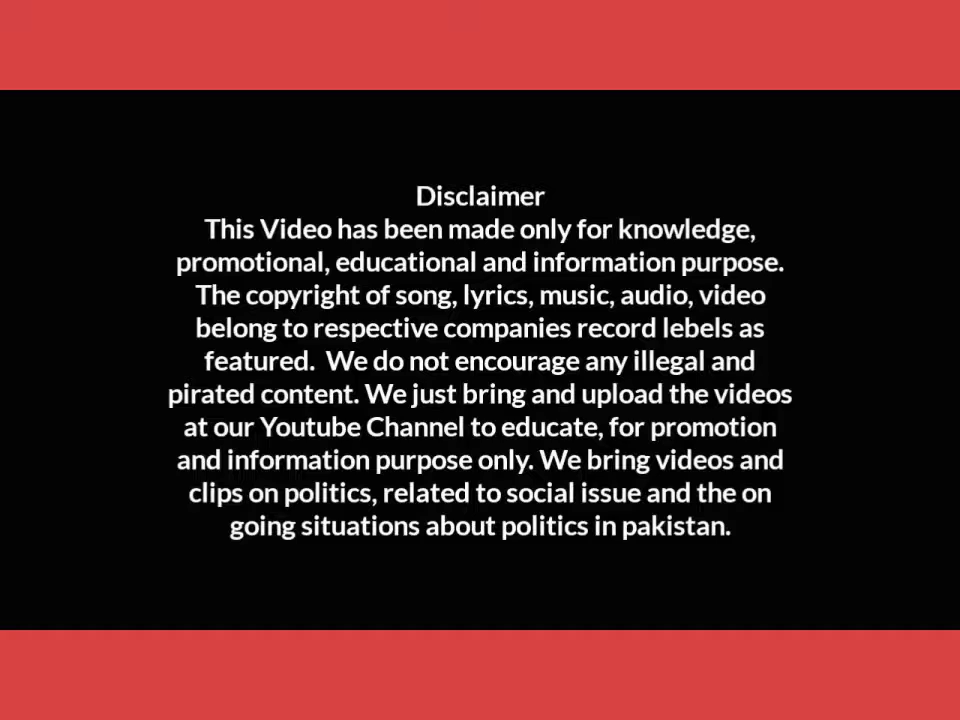 Disclaimer
This Video has been made only for knowledge,
promotional, educational and information purpose.
The copyright of song, lyrics, music, audio, video
belong to respective companies record lebels as
featured.  We do not encourage any illegal and
pirated content. We just bring and upload the videos
at our Youtube Channel to educate, for promotion
and information purpose only. We bring videos and
clips on politics, related to social issue and the on
going situations about politics in pakistan.